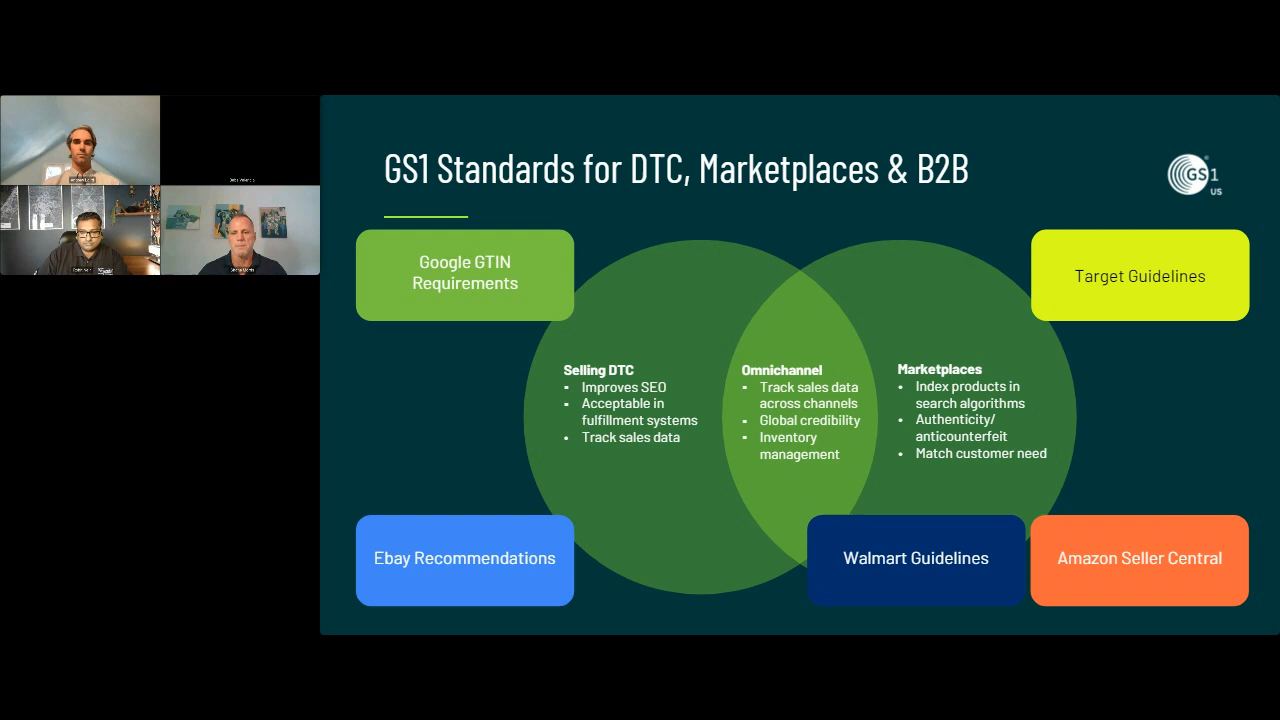 GS1 Standards for DTC, Marketplaces & B2B
GS1
US
Google GTIN
Requirements
Target Guidelines
Selling DTC
▪ Improves SEO
▪ Acceptable in
fulfillment systems
• Track sales data
Omnichannel
▪ Track sales data
across channels
▪ Global credibility
▪ Inventory
management
Marketplaces
• Index products in
search algorithms
• Authenticity/
anticounterfeit
• Match customer need
Ebay Recommendations
Walmart Guidelines
Amazon Seller Central